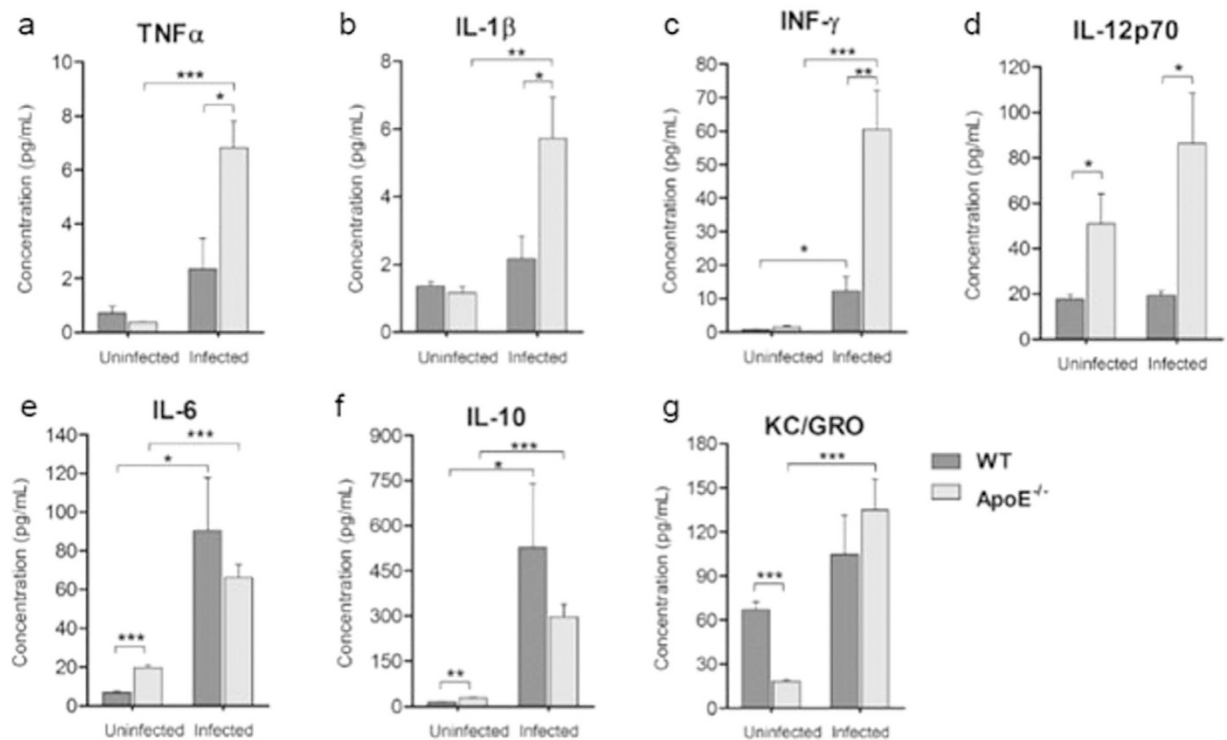 a
TNFα
Concentration (pg/mL)
10
8
6
4
2
0
***
*
Uninfected Infected
b
IL-1β
Concentration (pg/mL)
8
6
4
2
0
**
*
Uninfected Infected
c
INF-γ
Concentration (pg/mL)
80
70
60
50
40
30
20
10
0
***
**
*
Uninfected Infected
d
IL-12p70
Concentration (pg/mL)
120
100
80
60
40
20
0
*
*
Uninfected Infected
e
IL-6
Concentration (pg/mL)
140
120
100
80
60
40
20
0
***
*
***
Uninfected Infected
f
IL-10
Concentration (pg/mL)
900
750
600
450
300
150
0
***
*
**
Uninfected Infected
g
KC/GRO
Concentration (pg/mL)
180
150
120
90
60
30
0
***
***
Uninfected Infected
WT
ApoE-/-